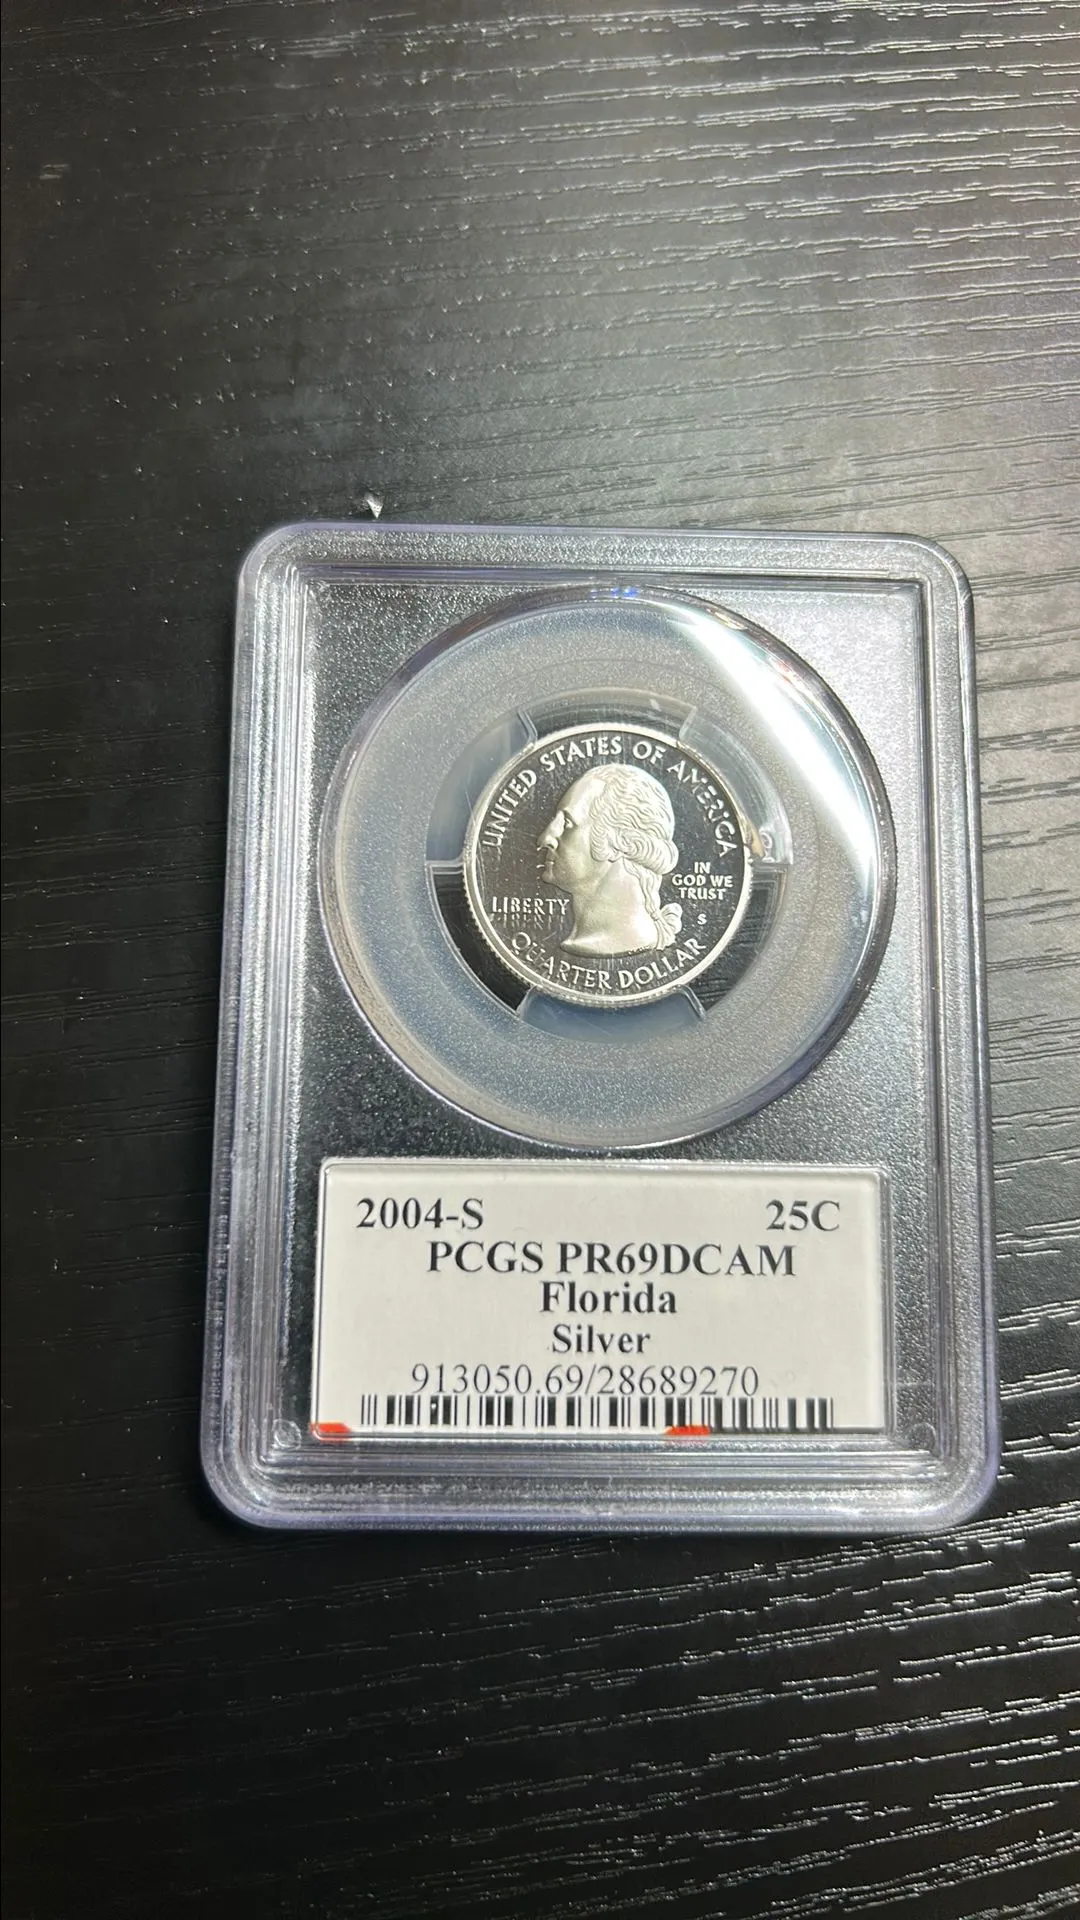 UNITED STATES OF AMERICA
IN
GOD WE
TRUST
LIBERTY
S
QUARTER DOLLAR
2004-S 25C
PCGS PR69DCAM
Florida
Silver
913050.69/28689270